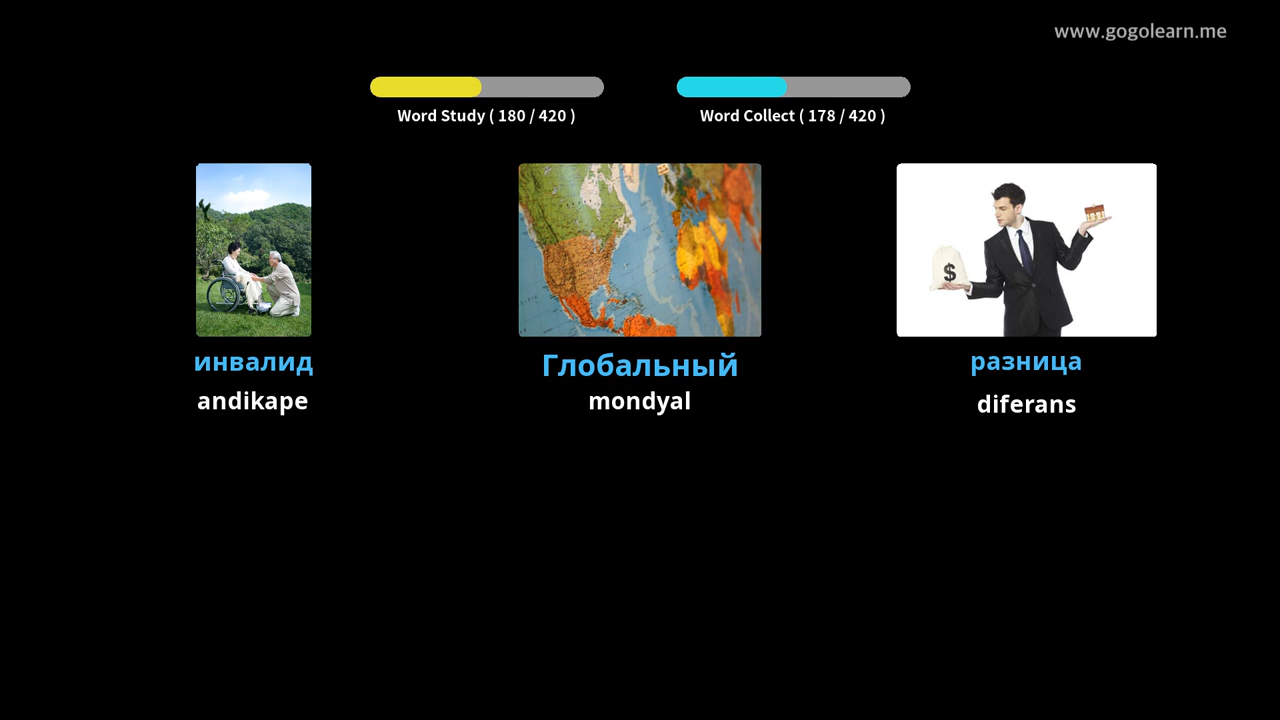 www.gogolearn.me
Word Study ( 180 / 420 )
Word Collect ( 178 / 420 )
инвалид
andikape
Глобальный
mondyal
разница
diferans
$